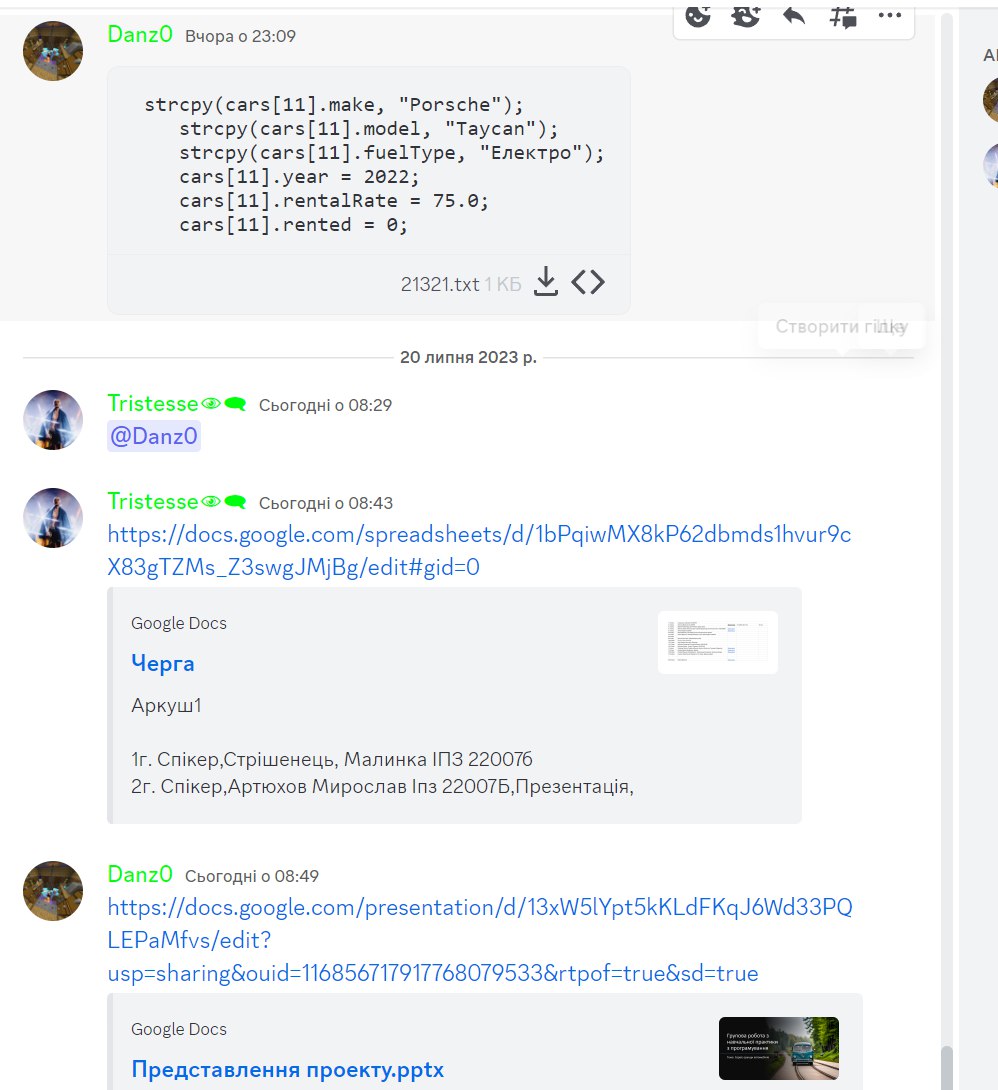 Danz0 Вчора о 23:09
strcpy(cars[11].make, "Porsche");
strcpy(cars[11].model, "Taycan");
strcpy(cars[11].fuelType, "Електро");
cars[11].year = 2022;
cars[11].rentalRate = 75.0;
cars[11].rented = 0;
21321.txt 1 КБ
Створити гілку
20 липня 2023 р.
Tristesse Сьогодні о 08:29
@Danz0
Tristesse Сьогодні о 08:43
https://docs.google.com/spreadsheets/d/1bPqiwMX8kP62dbmds1hvur9c
X83gTZMs_Z3swgJMjBg/edit#gid=0
Google Docs
Черга
Аркуш1
1г. Спікер,Стрішенець, Малинка ІПЗ 22007б
2г. Спікер,Артюхов Мирослав Іпз 22007Б,Презентація,
Danz0 Сьогодні о 08:49
https://docs.google.com/presentation/d/13xW5lYpt5kKLdFKqJ6Wd33PQ
LEPaMfvs/edit?
usp=sharing&ouid=116856717917768079533&rtpof=true&sd=true
Google Docs
Групова робота з
навчальної практики
з програмування
Представлення проекту.pptx